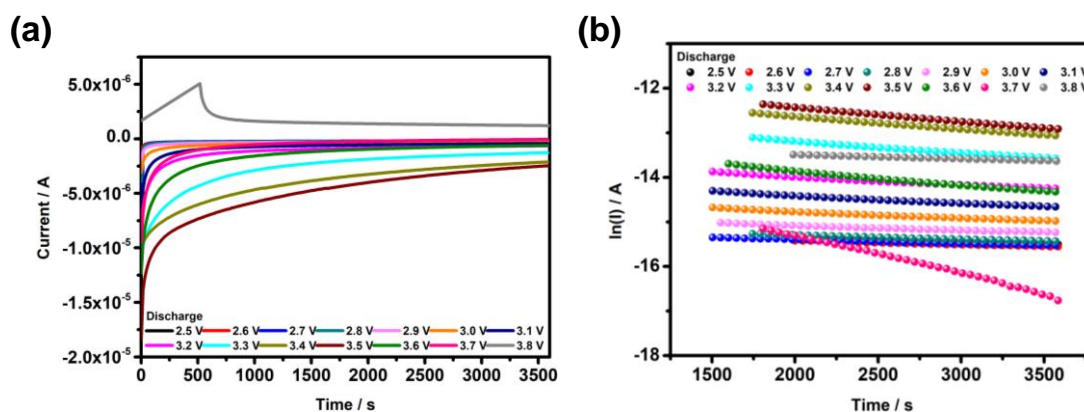 (a)
5.0x10⁻⁶
0.0
-5.0x10⁻⁶
-1.0x10⁻⁵
-1.5x10⁻⁵
-2.0x10⁻⁵
Current / A
Discharge
2.5 V 2.6 V 2.7 V 2.8 V 2.9 V 3.0 V 3.1 V
3.2 V 3.3 V 3.4 V 3.5 V 3.6 V 3.7 V 3.8 V
0 500 1000 1500 2000 2500 3000 3500
Time / s
(b)
Discharge
2.5 V 2.6 V 2.7 V 2.8 V 2.9 V 3.0 V 3.1 V
3.2 V 3.3 V 3.4 V 3.5 V 3.6 V 3.7 V 3.8 V
-12
-14
-16
-18
ln(I) / A
1500 2000 2500 3000 3500
Time / s